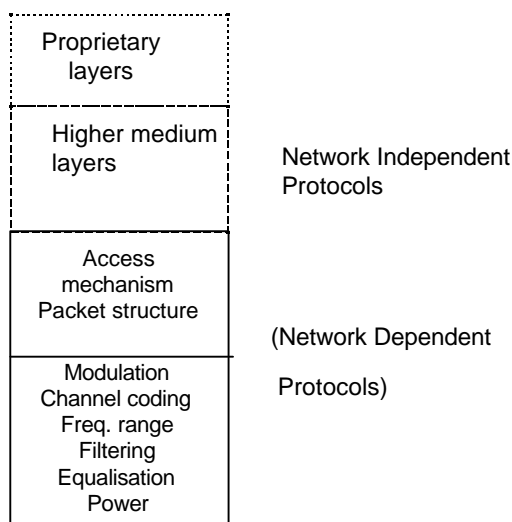 Proprietary
layers
Higher medium
layers
Network Independent
Protocols
Access
mechanism
Packet structure
(Network Dependent
Protocols)
Modulation
Channel coding
Freq. range
Filtering
Equalisation
Power